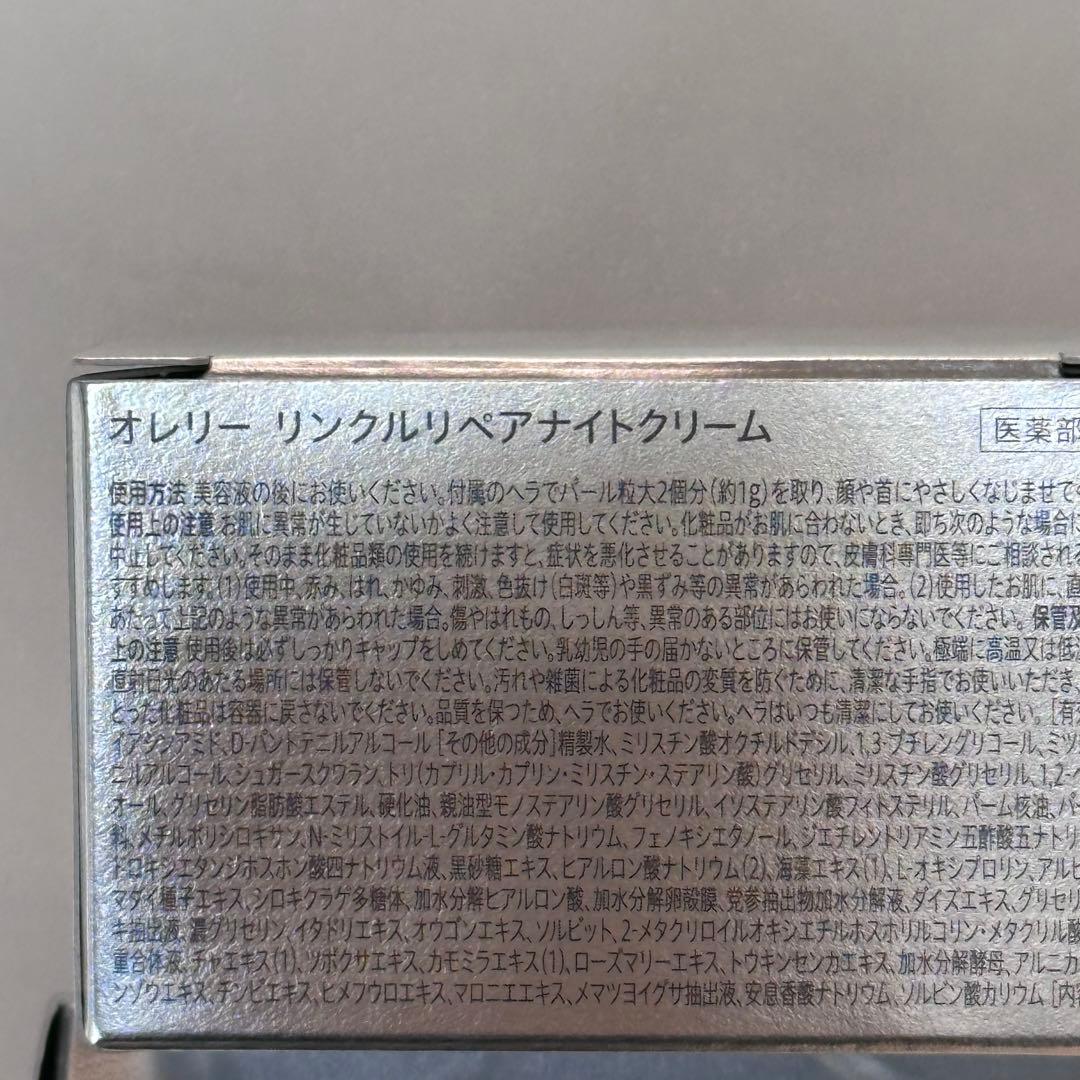 オレリー リンクルリペアナイトクリーム
医薬部
使用方法 美容液の後にお使いください。付属のヘラでパール粒大2個分(約1g)を取り、顔や首にやさしくなじませて
使用上の注意 お肌に異常が生じていないかよく注意して使用してください。化粧品がお肌に合わないとき、即ち次のような場合に
中止してください。そのまま化粧品類の使用を続けますと、症状を悪化させることがありますので、皮膚科専門医等にご相談される
すすめします。(1)使用中、赤み、はれ、かゆみ、刺激、色抜け(白斑等)や黒ずみ等の異常があらわれた場合。(2)使用したお肌に、直
あたって上記のような異常があらわれた場合。傷やはれもの、しっしん等、異常のある部位にはお使いにならないでください。 保管及
上の注意 使用後は必ずしっかりキャップをしめてください。乳幼児の手の届かないところに保管してください。極端に高温又は低
直射日光のあたる場所には保管しないでください。汚れや雑菌による化粧品の変質を防ぐために、清潔な手指でお使いいただき、
とった化粧品は容器に戻さないでください。品質を保つため、ヘラでお使いください。ヘラはいつも清潔にしてお使いください。 [有
イアシンアミド、D-パントテニルアルコール [その他の成分]精製水、ミリスチン酸オクチルドデシル、1,3-ブチレングリコール、ミツ
ニルアルコール、シュガースクワラン、トリ(カプリル・カプリン・ミリスチン・ステアリン酸)グリセリル、ミリスチン酸グリセリル、1,2-
オール、グリセリン脂肪酸エステル、硬化油、親油型モノステアリン酸グリセリル、イソステアリン酸フィトステリル、パーム核油、
料、メチルポリシロキサン、N-ミリストイル-L-グルタミン酸ナトリウム、フェノキシエタノール、ジエチレントリアミン五酢酸五ナトリ
ドロキシエタンジホスホン酸四ナトリウム液、黒砂糖エキス、ヒアルロン酸ナトリウム(2)、海藻エキス(1)、L-オキシプロリン、アルピ
マダイ種子エキス、シロキクラゲ多糖体、加水分解ヒアルロン酸、加水分解卵殻膜、党参抽出物加水分解液、ダイズエキス、グリセリ
キ抽出液、濃グリセリン、イタドリエキス、オウゴンエキス、ソルビット、2-メタクリロイルオキシエチルホスホリルコリン・メタクリル酸
重合体液、チャエキス(1)、ツボクサエキス、カモミラエキス(1)、ローズマリーエキス、トウキンセンカエキス、加水分解酵母、アルニカ
ンゾウエキス、チンピエキス、ヒメフウロエキス、マロニエエキス、メマツヨイグサ抽出液、安息香酸ナトリウム、ソルビン酸カリウム [内